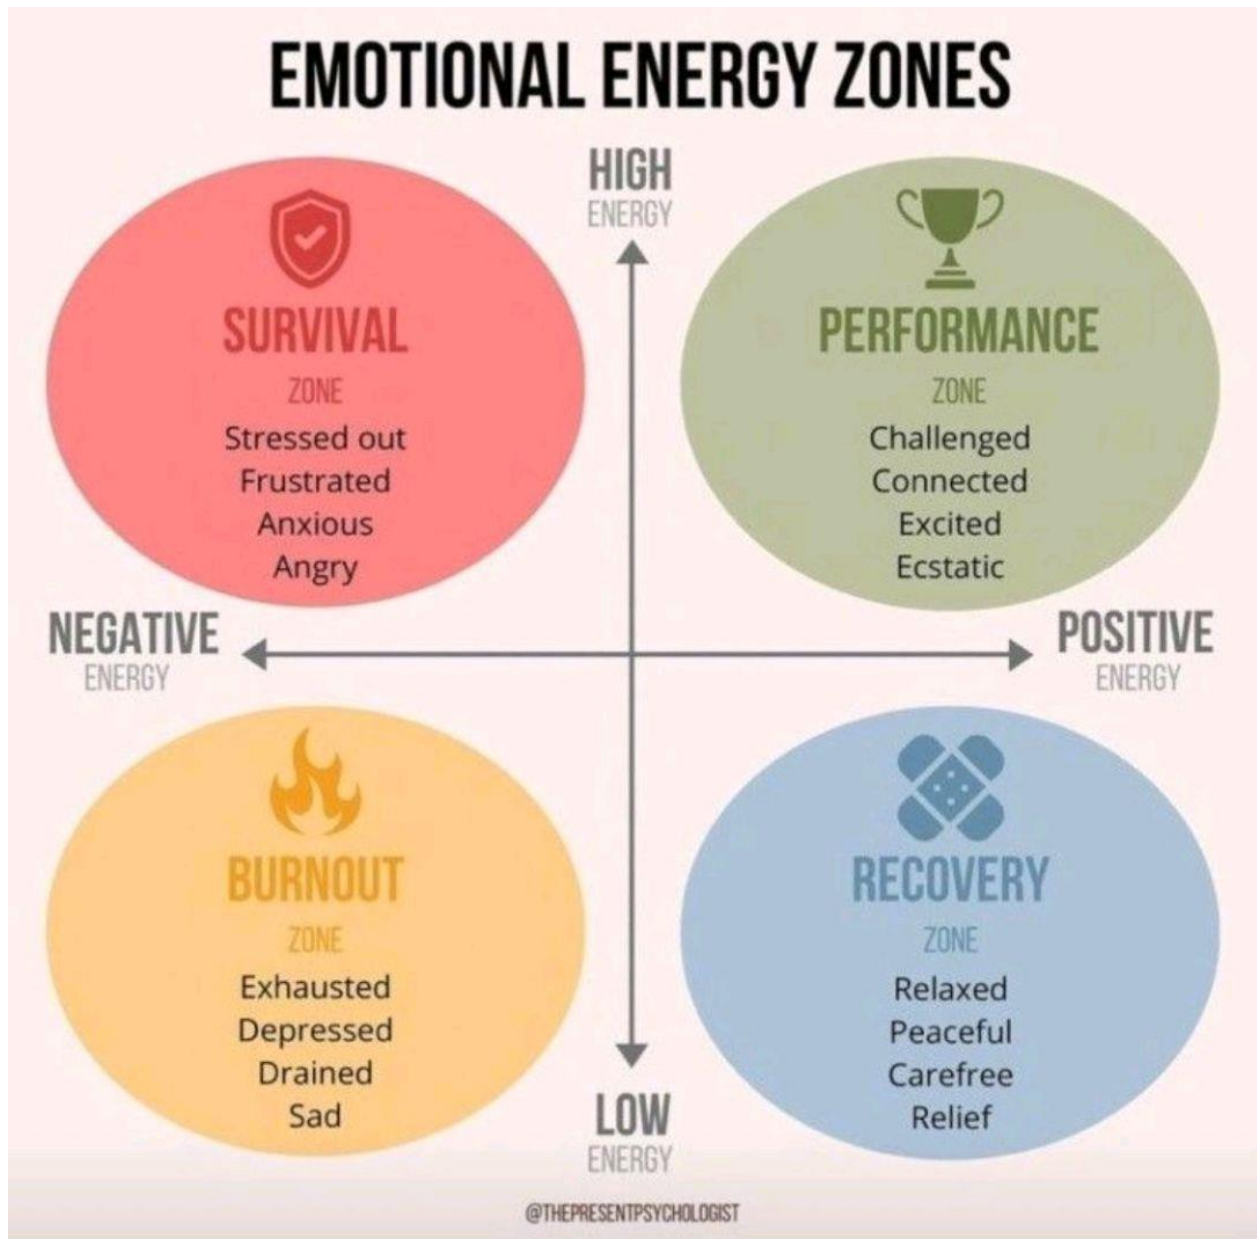 EMOTIONAL ENERGY ZONES
HIGH
ENERGY
SURVIVAL
ZONE
Stressed out
Frustrated
Anxious
Angry
PERFORMANCE
ZONE
Challenged
Connected
Excited
Ecstatic
NEGATIVE
ENERGY
POSITIVE
ENERGY
BURNOUT
ZONE
Exhausted
Depressed
Drained
Sad
RECOVERY
ZONE
Relaxed
Peaceful
Carefree
Relief
LOW
ENERGY
@THEPRESENTPSYCHOLOGIST